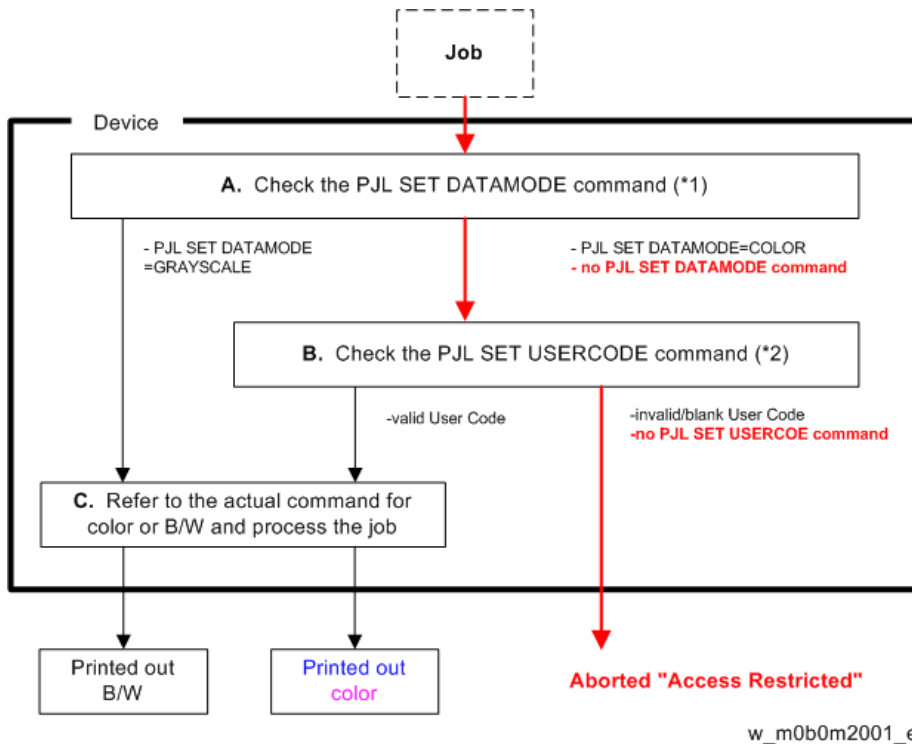 Job
Device
A. Check the PJL SET DATAMODE command (*1)
- PJL SET DATAMODE
=GRAYSCALE
- PJL SET DATAMODE=COLOR
- no PJL SET DATAMODE command
B. Check the PJL SET USERCODE command (*2)
-valid User Code
-invalid/blank User Code
-no PJL SET USERCOE command
C. Refer to the actual command for
color or B/W and process the job
Printed out
B/W
Printed out
color
Aborted "Access Restricted"
w_m0b0m2001_e